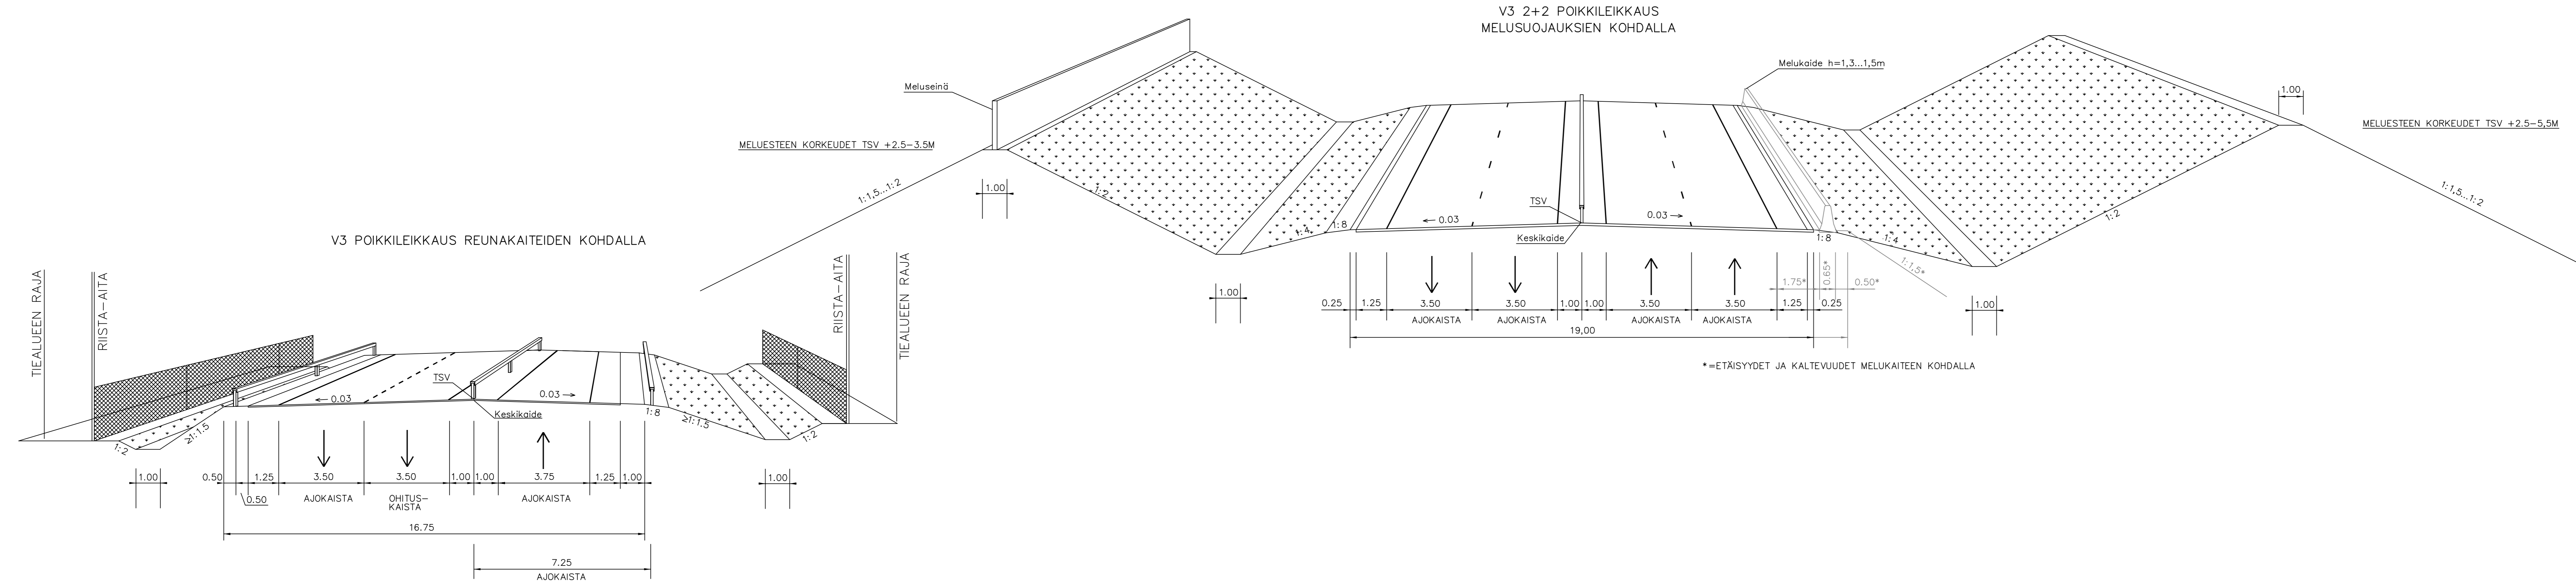 V3 2+2 POIKKILEIKKAUS
MELUSUOJAUKSIEN KOHDALLA
Meluseinä
MELUESTEEN KORKEUDET TSV +2.5-3.5M
Melukaide h=1,3...1,5m
1.00
MELUESTEEN KORKEUDET TSV +2.5-5,5M
1:1,5...1:2
1.00
1:2
1:4
1:8
TSV
0.03
0.03
Keskikaide
1:8
1:4
1:1,5*
1:2
1:1,5...1:2
1.00
1.75*
0.65*
0.50*
1.00
0.25
1.25
3.50
3.50
1.00
1.00
3.50
3.50
1.25
0.25
AJOKAISTA
AJOKAISTA
AJOKAISTA
AJOKAISTA
19,00
*=ETÄISYYDET JA KALTEVUUDET MELUKAITEEN KOHDALLA
V3 POIKKILEIKKAUS REUNAKAITEIDEN KOHDALLA
TIEALUEEN RAJA
RIISTA-AITA
RIISTA-AITA
TIEALUEEN RAJA
TSV
0.03
0.03
Keskikaide
1:2
≥1:1.5
1:8
≥1:1.5
1:2
1.00
0.50
0.50
1.25
3.50
3.50
1.00
1.00
3.75
1.25
1.00
1.00
AJOKAISTA
OHITUS-
KAISTA
AJOKAISTA
16.75
7.25
AJOKAISTA